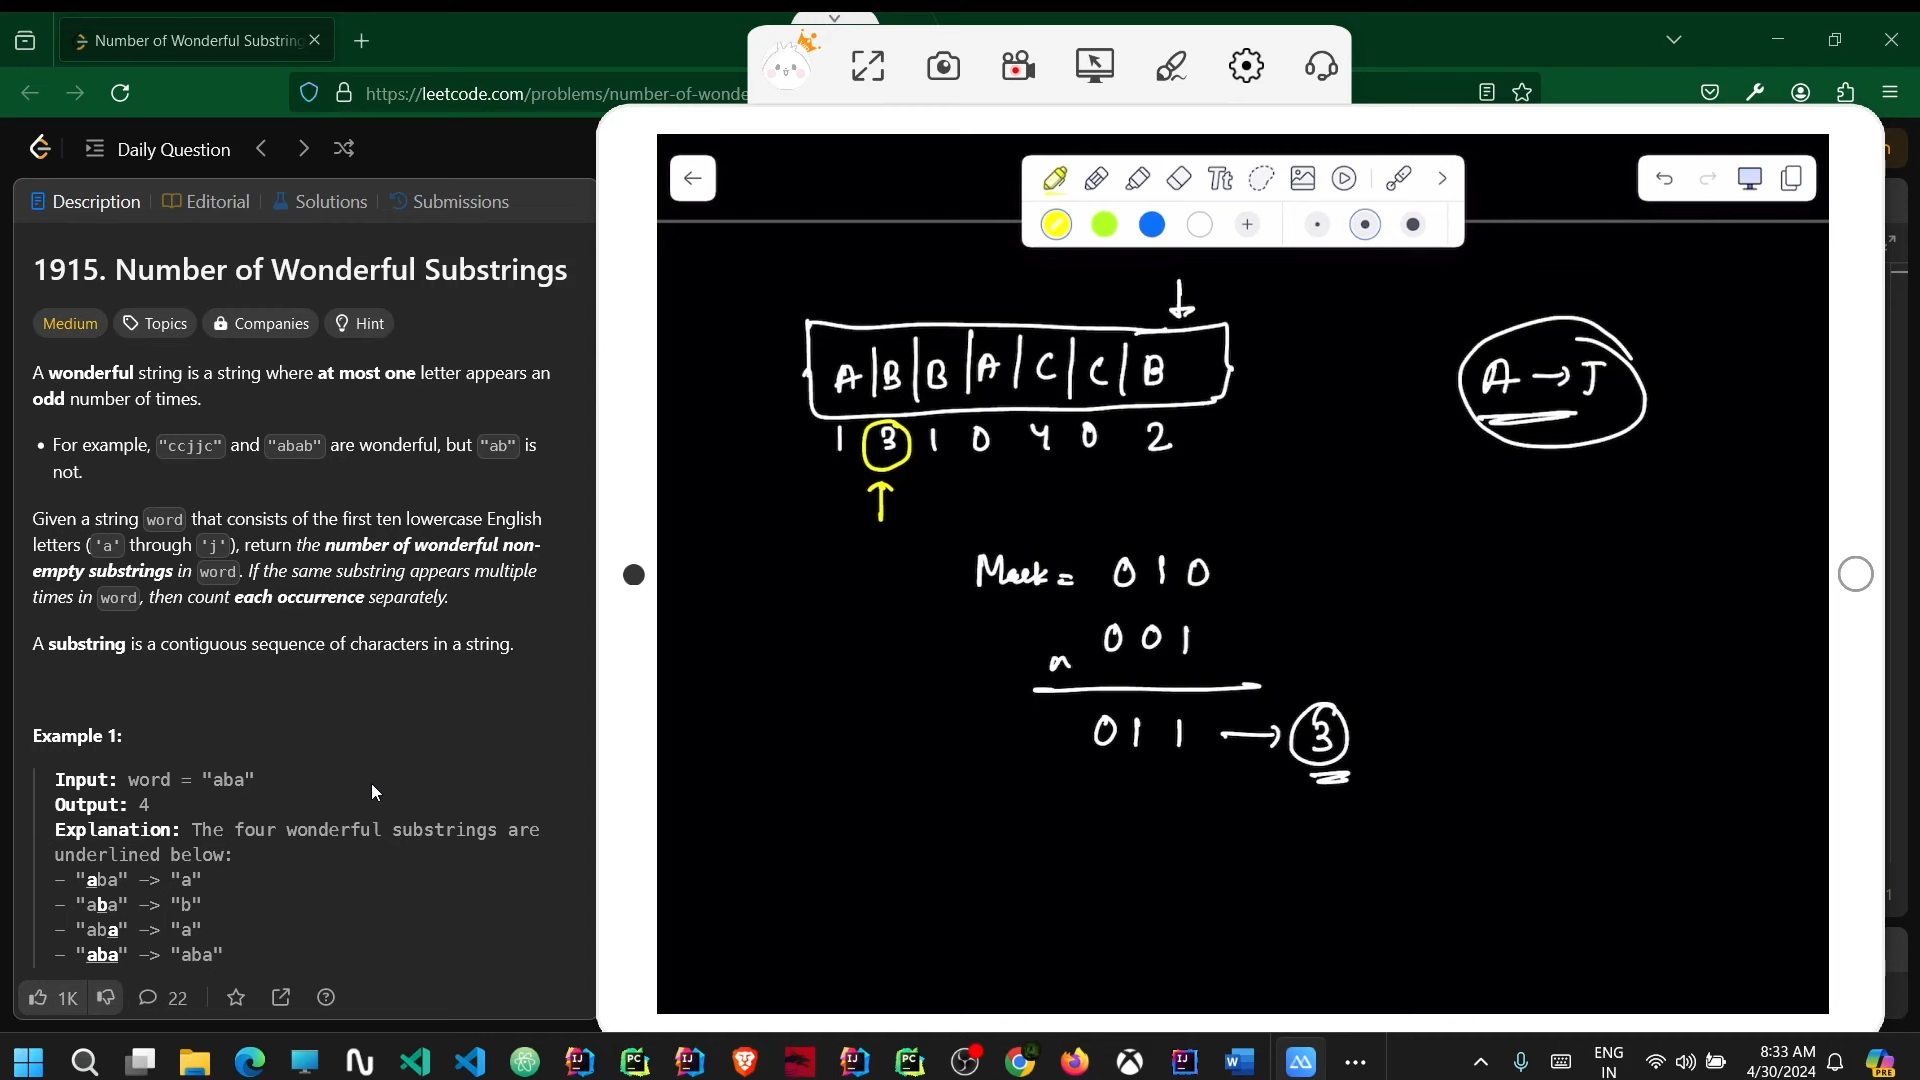 Number of Wonderful Substring
https://leetcode.com/problems/number-of-wonde
Daily Question
Description
Editorial
Solutions
Submissions
1915. Number of Wonderful Substrings
Medium
Topics
Companies
Hint
A wonderful string is a string where at most one letter appears an
odd number of times.
• For example, "ccjjc" and "abab" are wonderful, but "ab" is
not.
Given a string word that consists of the first ten lowercase English
letters ('a' through 'j'), return the number of wonderful non-
empty substrings in word. If the same substring appears multiple
times in word, then count each occurrence separately.
A substring is a contiguous sequence of characters in a string.
Example 1:
Input: word = "aba"
Output: 4
Explanation: The four wonderful substrings are
underlined below:
- "aba" -> "a"
- "aba" -> "b"
- "aba" -> "a"
- "aba" -> "aba"
1K
22
Tt
A|B|B|A|C|C|B
1 3 1 0 4 0 2
A → J
Mask = 0 1 0
0 0 1
^
0 1 1 → 3
ENG
IN
8:33 AM
4/30/2024